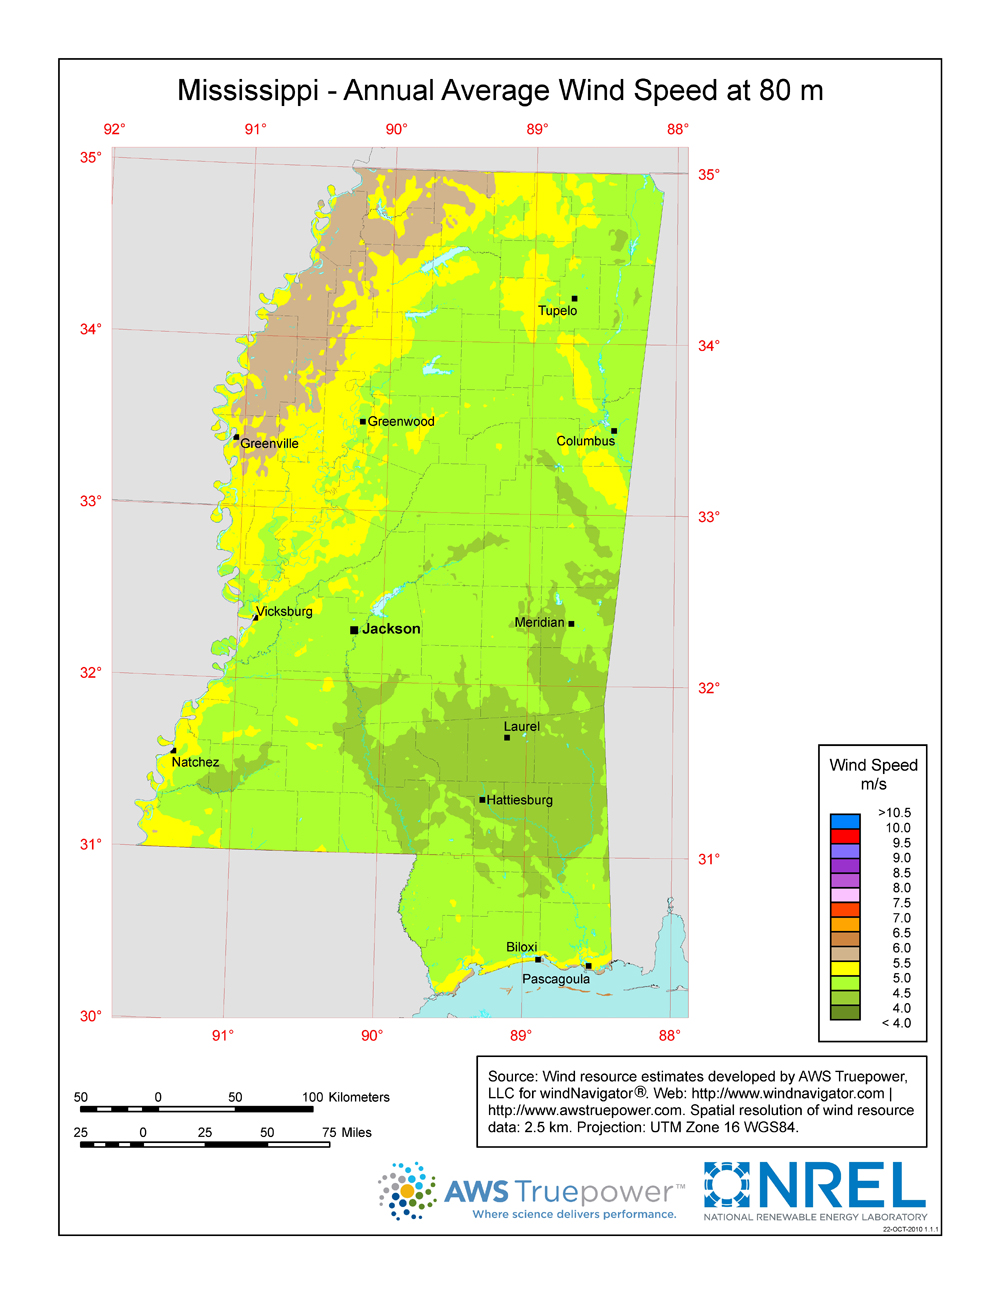 Mississippi - Annual Average Wind Speed at 80 m
92° 91° 90° 89° 88°
35°
35°
34°
34°
33°
33°
32°
32°
31°
31°
30°
Tupelo
Greenwood
Columbus
Greenville
Vicksburg
Jackson
Meridian
Laurel
Natchez
Hattiesburg
Biloxi
Pascagoula
91° 90° 89° 88°
Wind Speed
m/s
>10.5
10.0
9.5
9.0
8.5
8.0
7.5
7.0
6.5
6.0
5.5
5.0
4.5
4.0
< 4.0
50 0 50 100 Kilometers
25 0 25 50 75 Miles
Source: Wind resource estimates developed by AWS Truepower,
LLC for windNavigator®. Web: http://www.windnavigator.com |
http://www.awstruepower.com. Spatial resolution of wind resource
data: 2.5 km. Projection: UTM Zone 16 WGS84.
AWS Truepower™
Where science delivers performance.
NREL
NATIONAL RENEWABLE ENERGY LABORATORY
22-OCT-2010 1.1.1